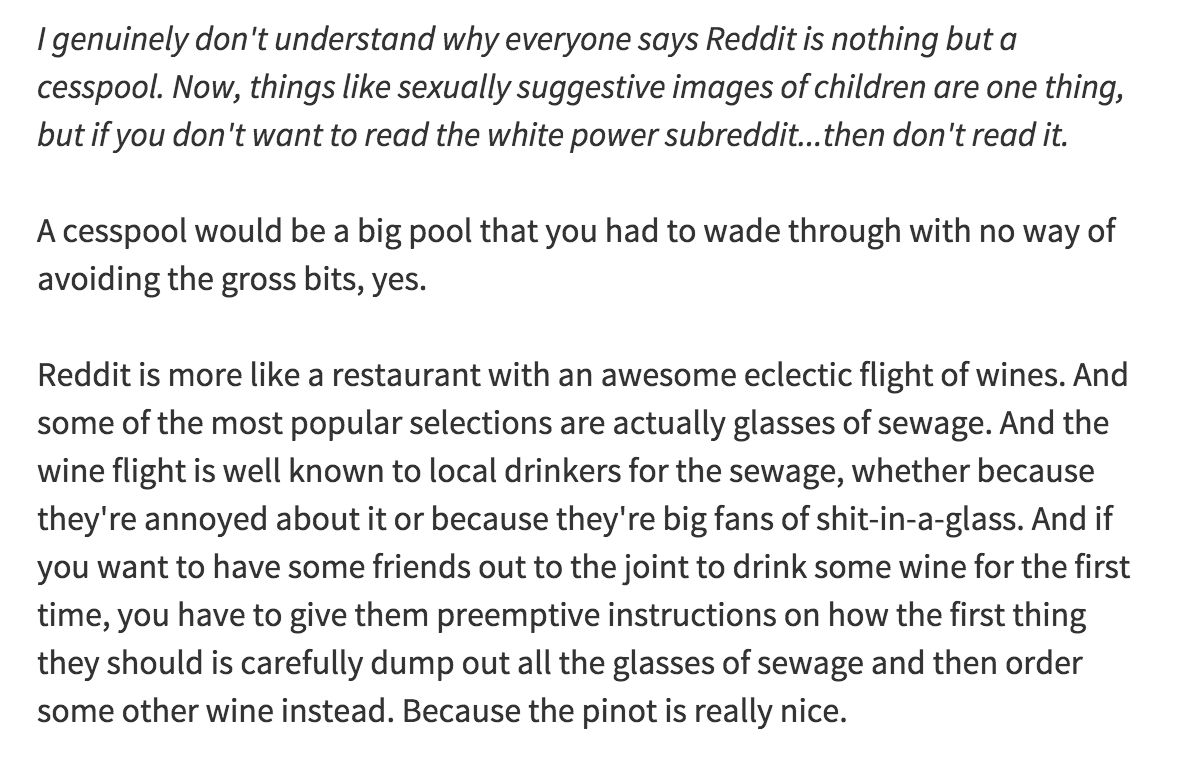 I genuinely don't understand why everyone says Reddit is nothing but a
cesspool. Now, things like sexually suggestive images of children are one thing,
but if you don't want to read the white power subreddit...then don't read it.
A cesspool would be a big pool that you had to wade through with no way of
avoiding the gross bits, yes.
Reddit is more like a restaurant with an awesome eclectic flight of wines. And
some of the most popular selections are actually glasses of sewage. And the
wine flight is well known to local drinkers for the sewage, whether because
they're annoyed about it or because they're big fans of shit-in-a-glass. And if
you want to have some friends out to the joint to drink some wine for the first
time, you have to give them preemptive instructions on how the first thing
they should is carefully dump out all the glasses of sewage and then order
some other wine instead. Because the pinot is really nice.